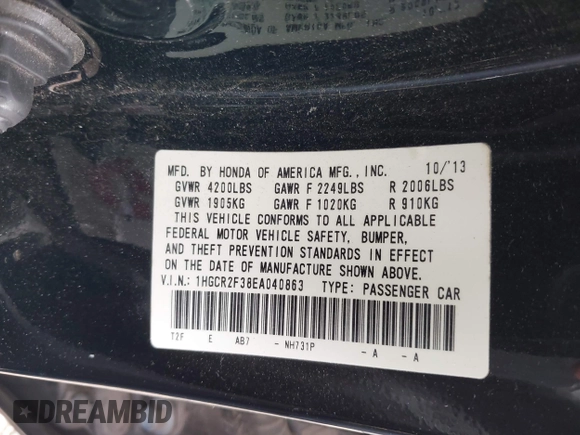 MFD. BY HONDA OF AMERICA MFG., INC. 10/'13
GVWR 4200LBS GAWR F 2249LBS R 2006LBS
GVWR 1905KG GAWR F 1020KG R 910KG
THIS VEHICLE CONFORMS TO ALL APPLICABLE
FEDERAL MOTOR VEHICLE SAFETY, BUMPER,
AND THEFT PREVENTION STANDARDS IN EFFECT
ON THE DATE OF MANUFACTURE SHOWN ABOVE.
V.I.N.: 1HGCR2F38EA040863 TYPE: PASSENGER CAR
T2F E AB7 - NH731P - A - A
DREAMBID